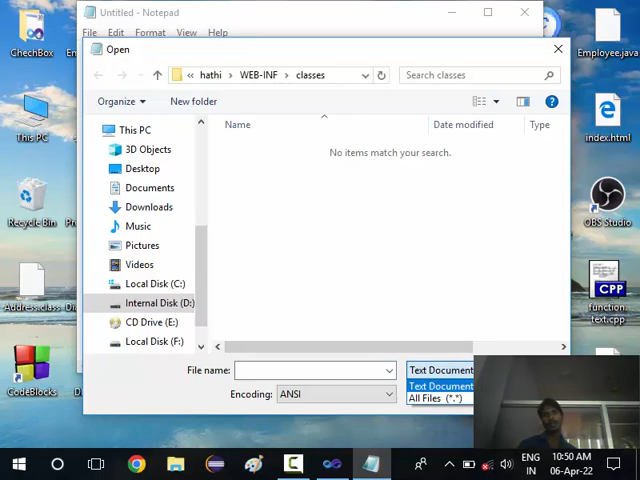 Untitled - Notepad
File Edit Format View Help
Open
« hathi › WEB-INF › classes
Search classes
Organize
New folder
Name
Date modified
Type
No items match your search.
This PC
3D Objects
Desktop
Documents
Downloads
Music
Pictures
Videos
Local Disk (C:)
Internal Disk (D:)
CD Drive (E:)
Local Disk (F:)
File name:
Text Document
Text Document
All Files (*.*)
Encoding:
ANSI
ChechBox
This PC
Recycle Bin
Address.class
CodeBlocks
Employee.java
index.html
OBS Studio
DEV
CPP
function
text.cpp
ENG
IN
10:50 AM
06-Apr-22